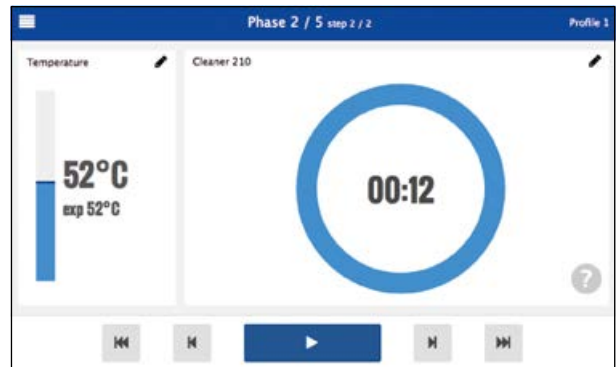 Phase 2 / 5 step 2 / 2
Profile 1
Temperature
Cleaner 210
52°C
exp 52°C
00:12
?